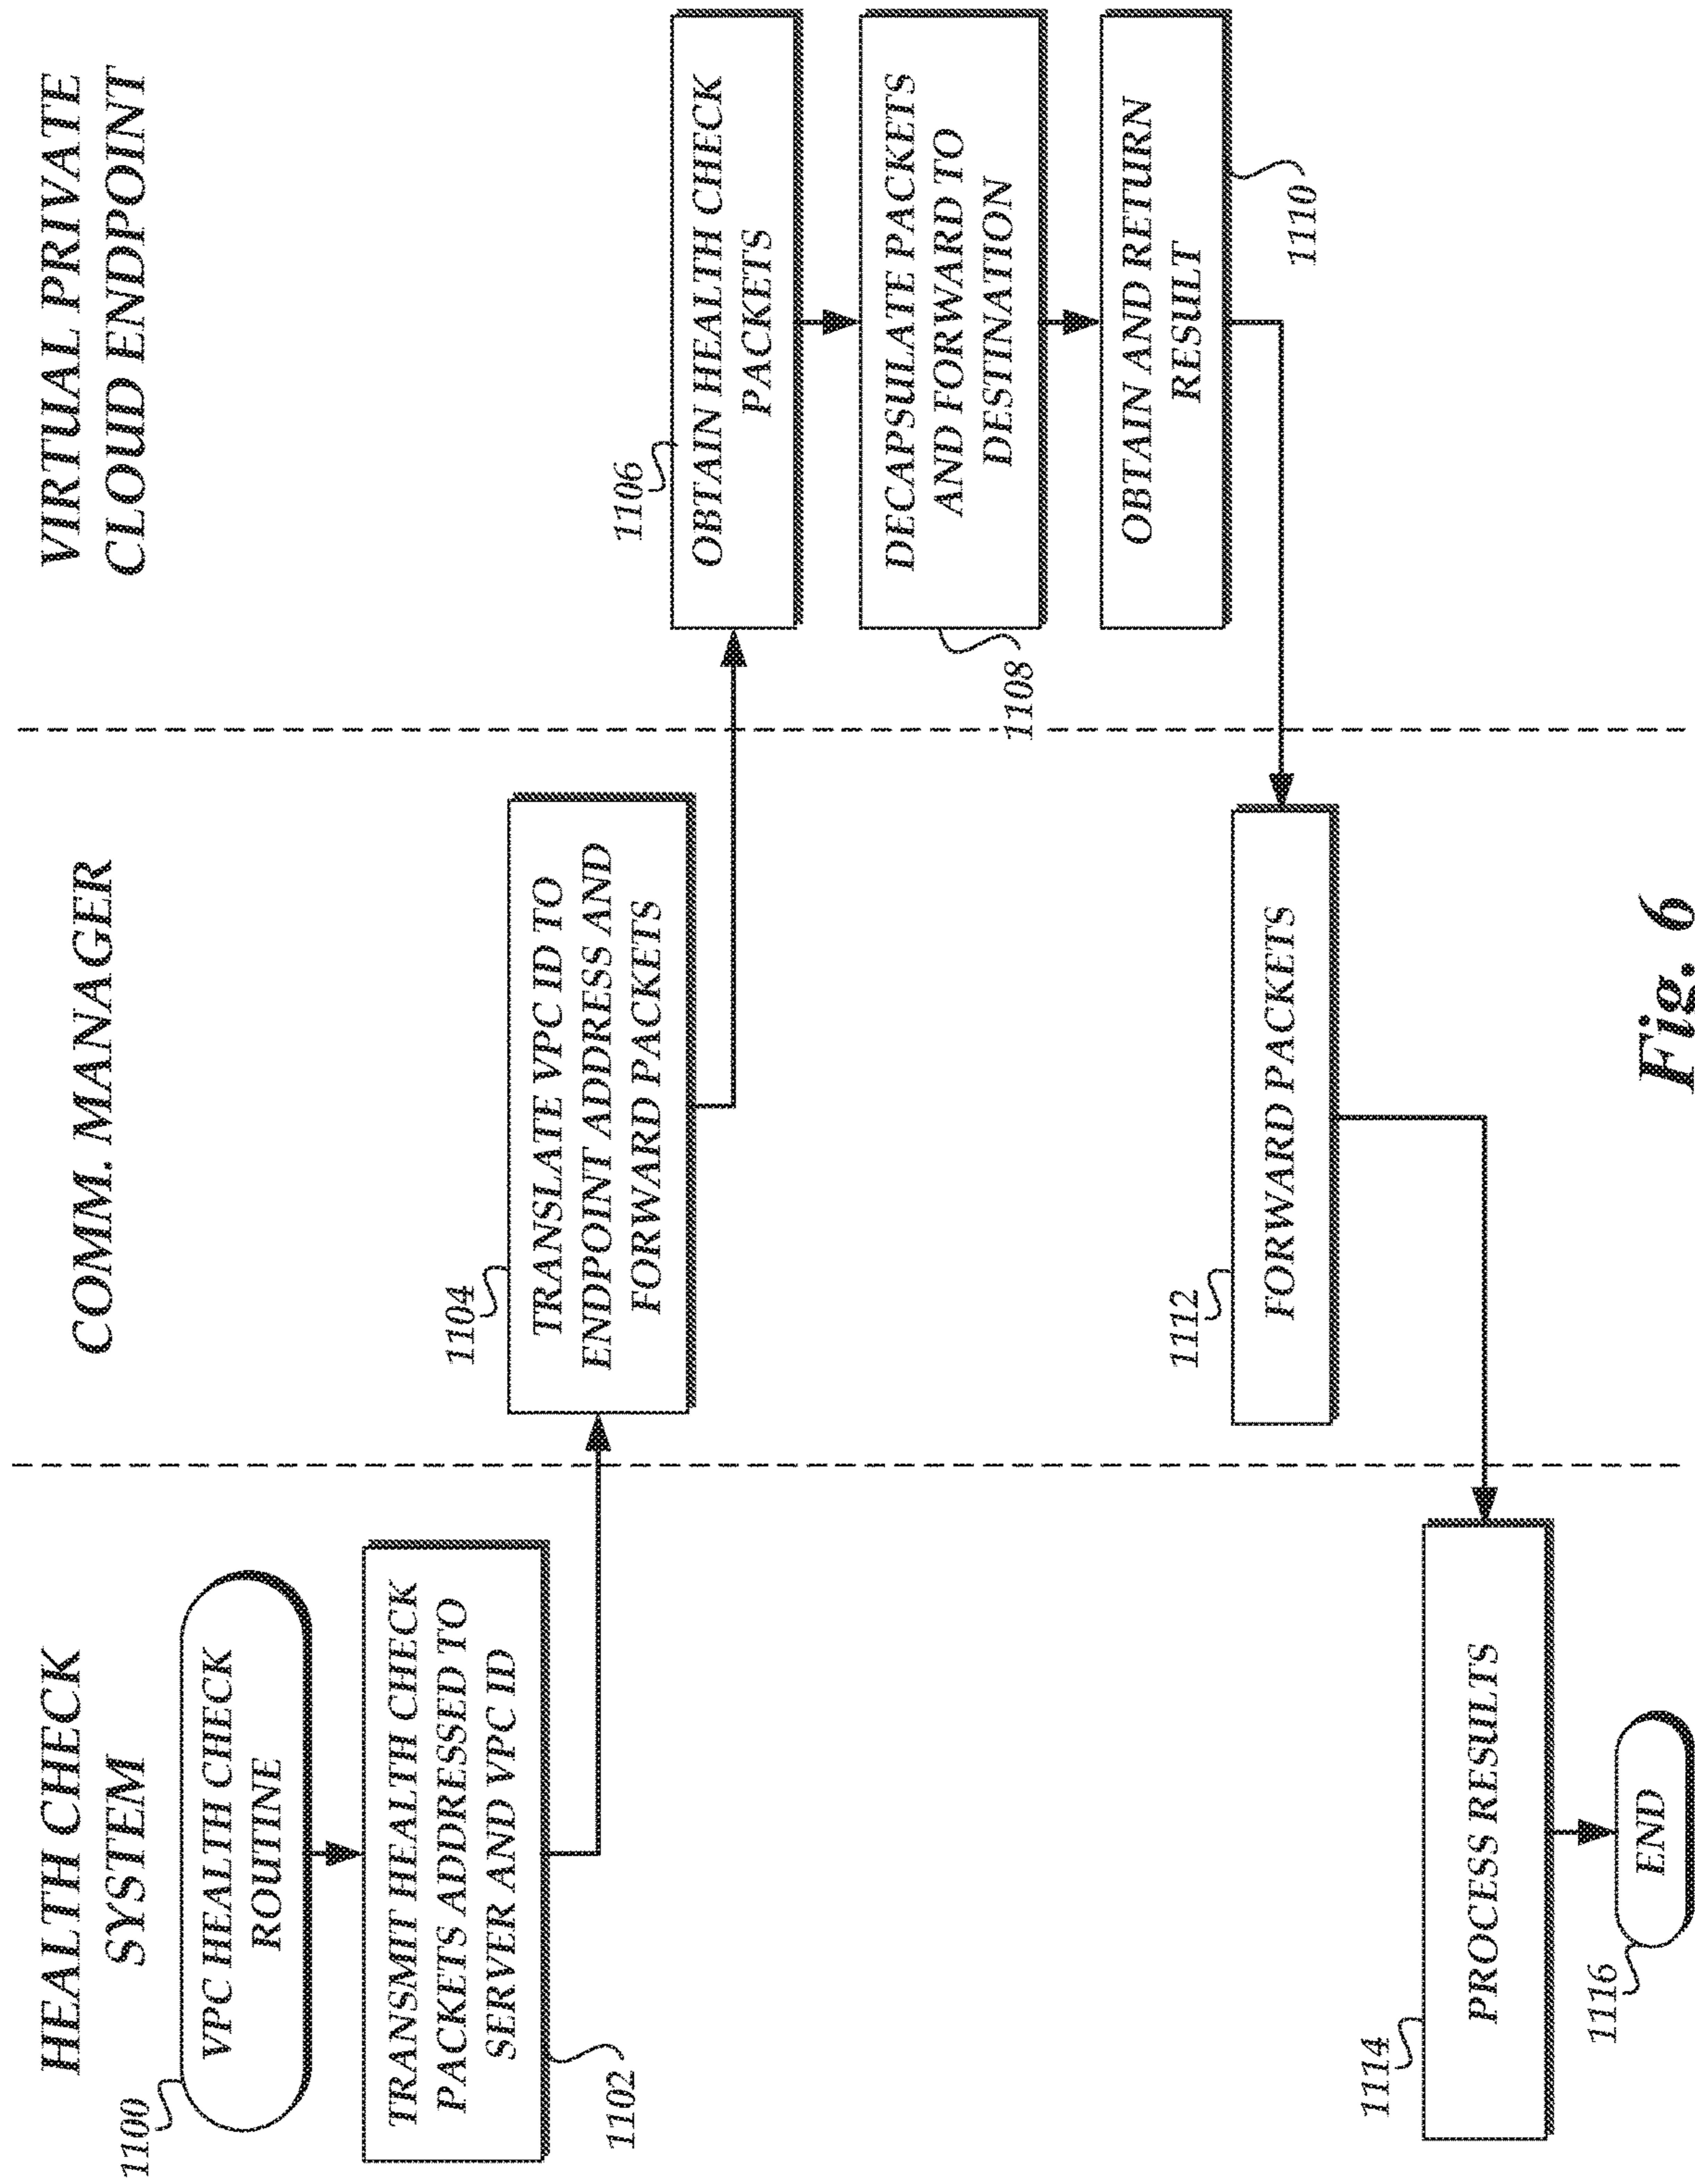 HEALTH CHECK
SYSTEM
COMM. MANAGER
VIRTUAL PRIVATE
CLOUD ENDPOINT
1100
VPC HEALTH CHECK
ROUTINE
TRANSMIT HEALTH CHECK
PACKETS ADDRESSED TO
SERVER AND VPC ID
1102
1104
TRANSLATE VPC ID TO
ENDPOINT ADDRESS AND
FORWARD PACKETS
1106
OBTAIN HEALTH CHECK
PACKETS
DECAPSULATE PACKETS
AND FORWARD TO
DESTINATION
1108
OBTAIN AND RETURN
RESULT
1110
1112
FORWARD PACKETS
1114
PROCESS RESULTS
1116
END
Fig. 6